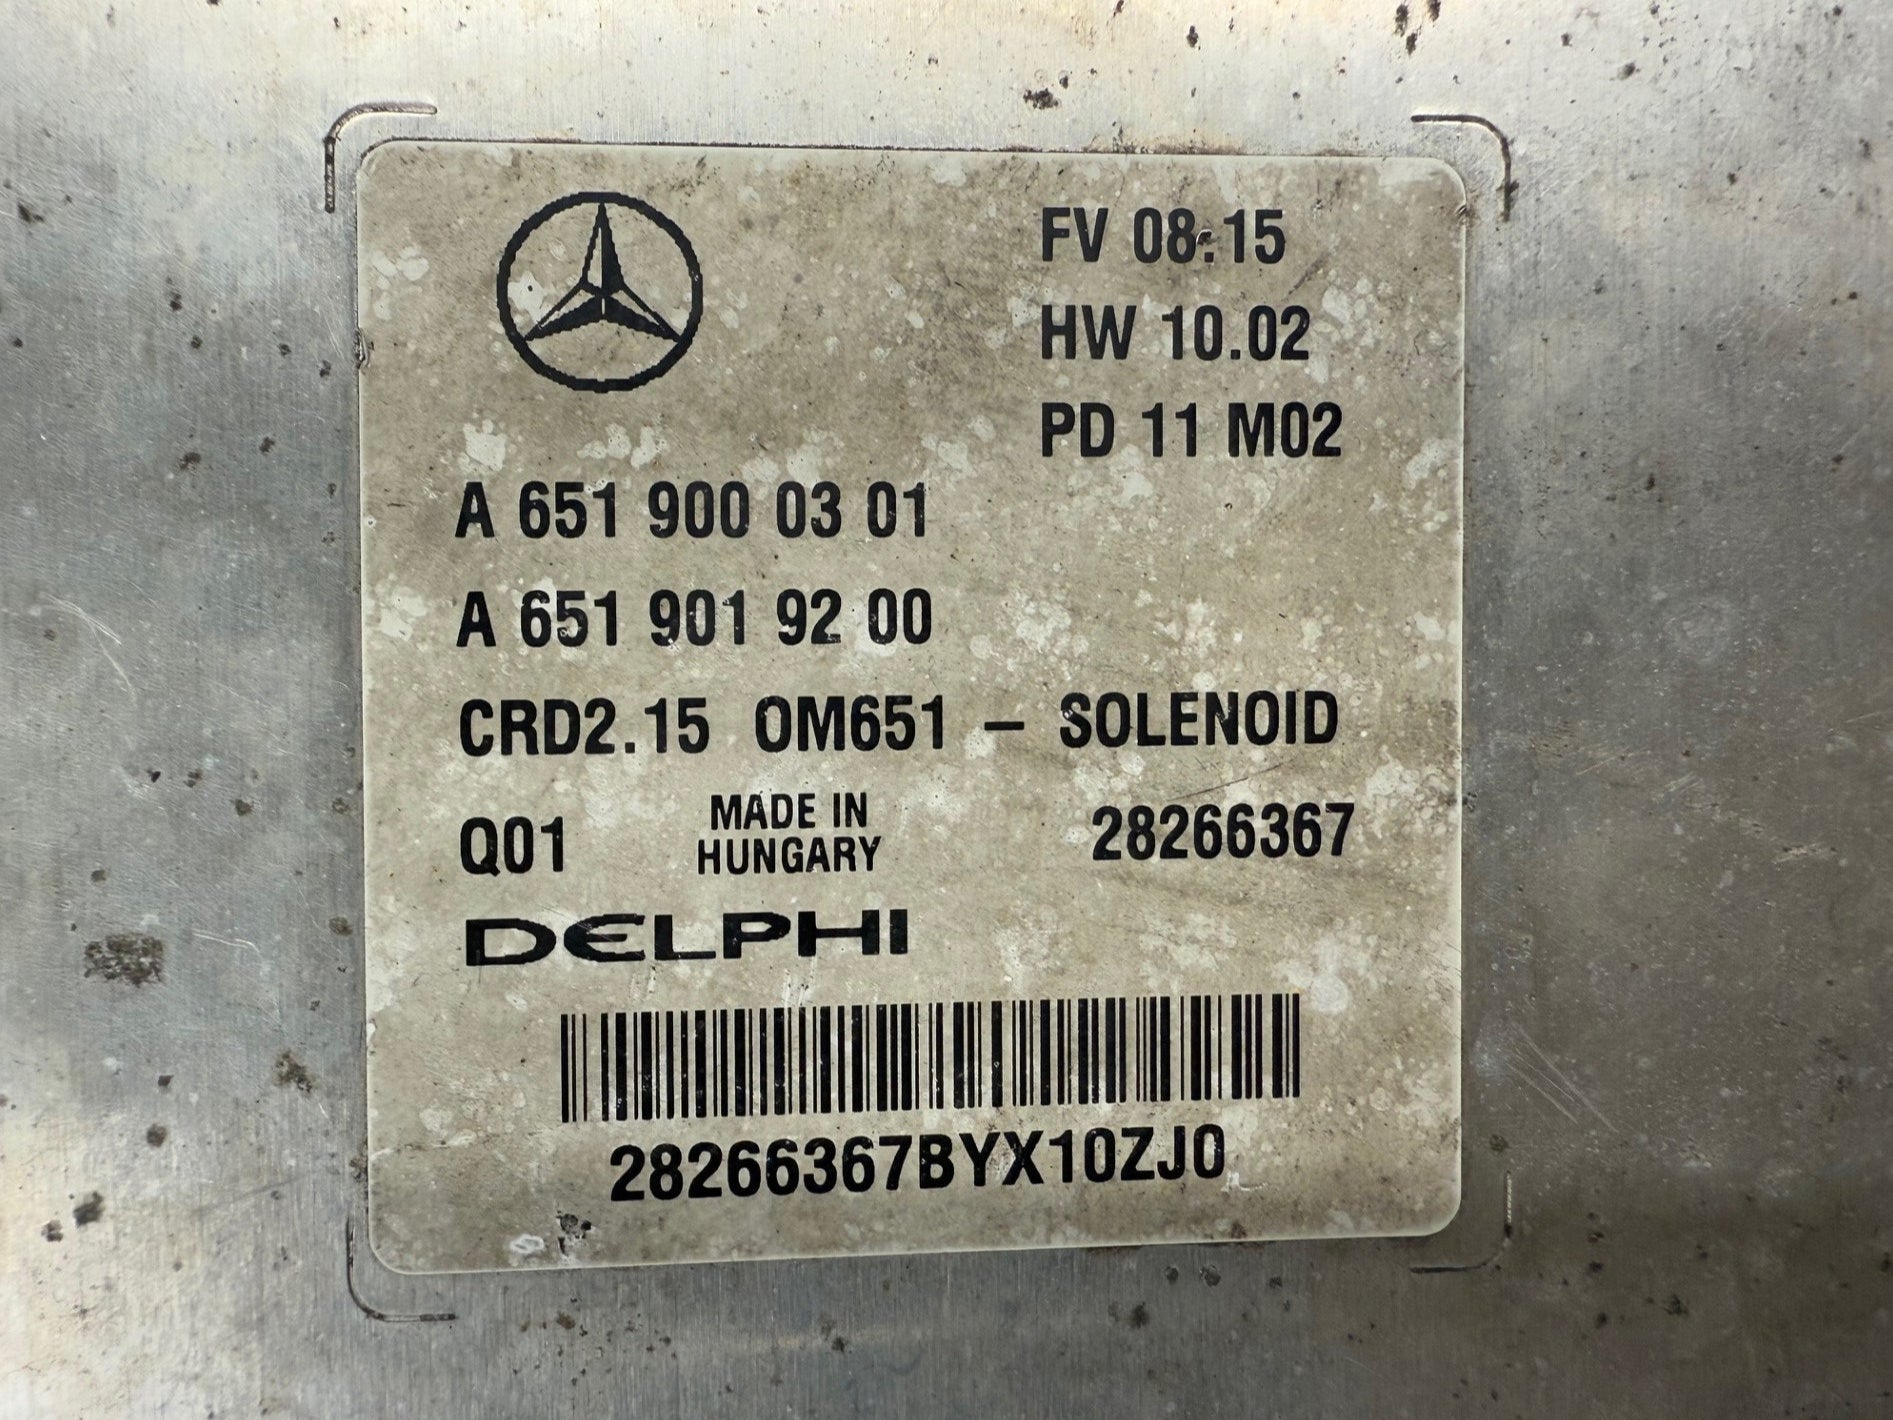 FV 08.15
HW 10.02
PD 11 M02
A 651 900 03 01
A 651 901 92 00
CRD2.15 OM651 – SOLENOID
Q01 MADE IN HUNGARY 28266367
DELPHI
28266367BYX10ZJ0